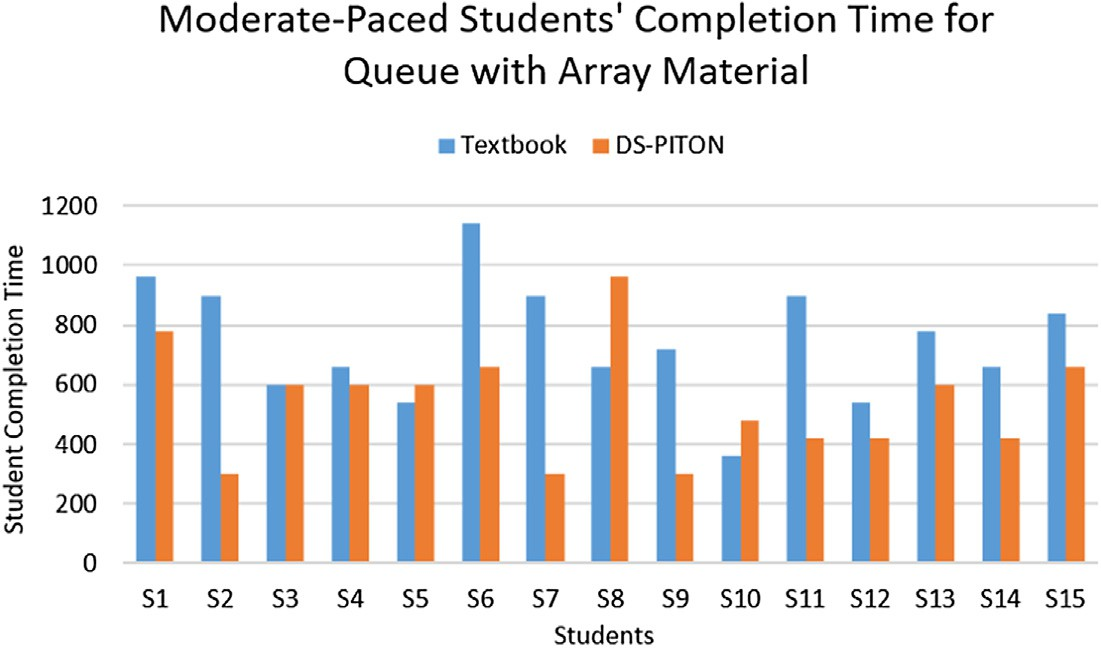 Moderate-Paced Students' Completion Time for
Queue with Array Material
Textbook DS-PITON
Student Completion Time
1200
1000
800
600
400
200
0
S1 S2 S3 S4 S5 S6 S7 S8 S9 S10 S11 S12 S13 S14 S15
Students